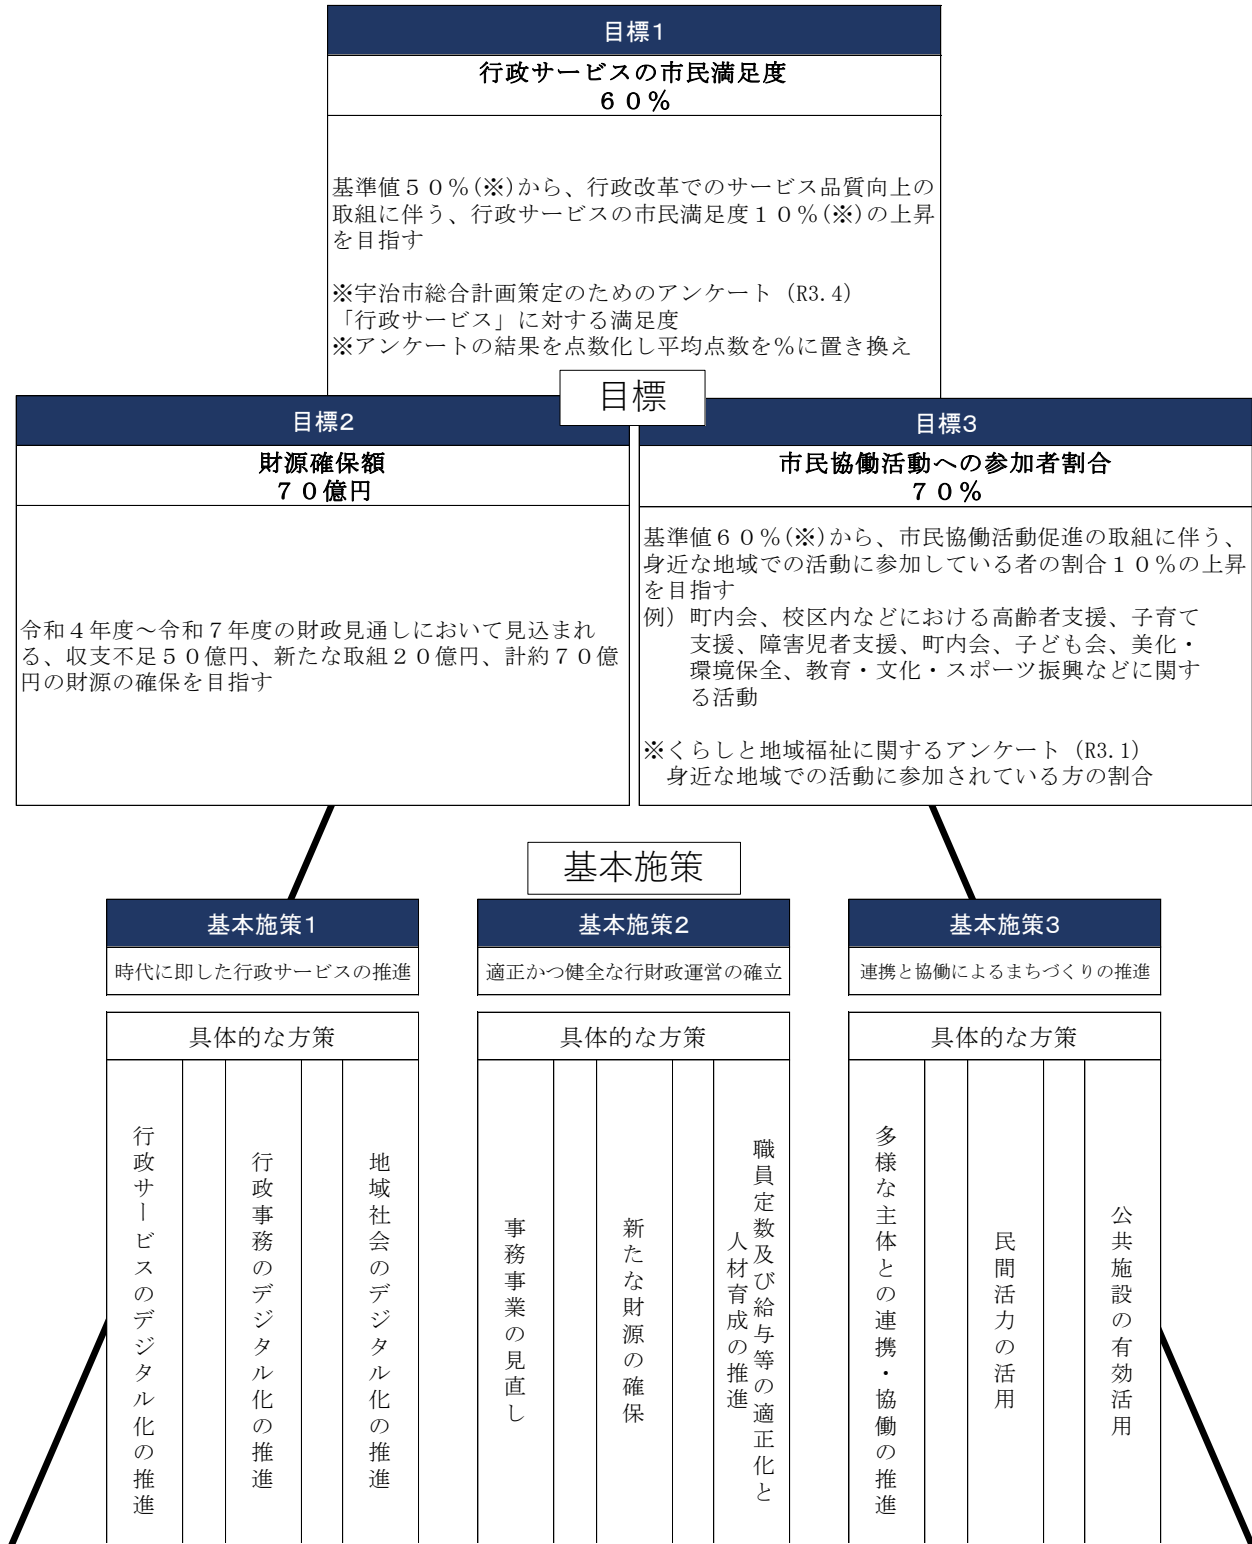 目標1
行政サービスの市民満足度
６０％
基準値５０％(※)から、行政改革でのサービス品質向上の
取組に伴う、行政サービスの市民満足度１０％(※)の上昇
を目指す
※宇治市総合計画策定のためのアンケート（R3.4）
「行政サービス」に対する満足度
※アンケートの結果を点数化し平均点数を%に置き換え
目標
目標2
財源確保額
７０億円
令和４年度～令和７年度の財政見通しにおいて見込まれ
る、収支不足５０億円、新たな取組２０億円、計約７０億
円の財源の確保を目指す
目標3
市民協働活動への参加者割合
７０％
基準値６０％(※)から、市民協働活動促進の取組に伴う、
身近な地域での活動に参加している者の割合１０％の上昇
を目指す
例）町内会、校区内などにおける高齢者支援、子育て
支援、障害児者支援、町内会、子ども会、美化・
環境保全、教育・文化・スポーツ振興などに関す
る活動
※くらしと地域福祉に関するアンケート（R3.1）
身近な地域での活動に参加されている方の割合
基本施策
基本施策1
時代に即した行政サービスの推進
具体的な方策
行政サービスのデジタル化の推進
行政事務のデジタル化の推進
地域社会のデジタル化の推進
基本施策2
適正かつ健全な行財政運営の確立
具体的な方策
事務事業の見直し
新たな財源の確保
職員定数及び給与等の適正化と
人材育成の推進
基本施策3
連携と協働によるまちづくりの推進
具体的な方策
多様な主体との連携・協働の推進
民間活力の活用
公共施設の有効活用